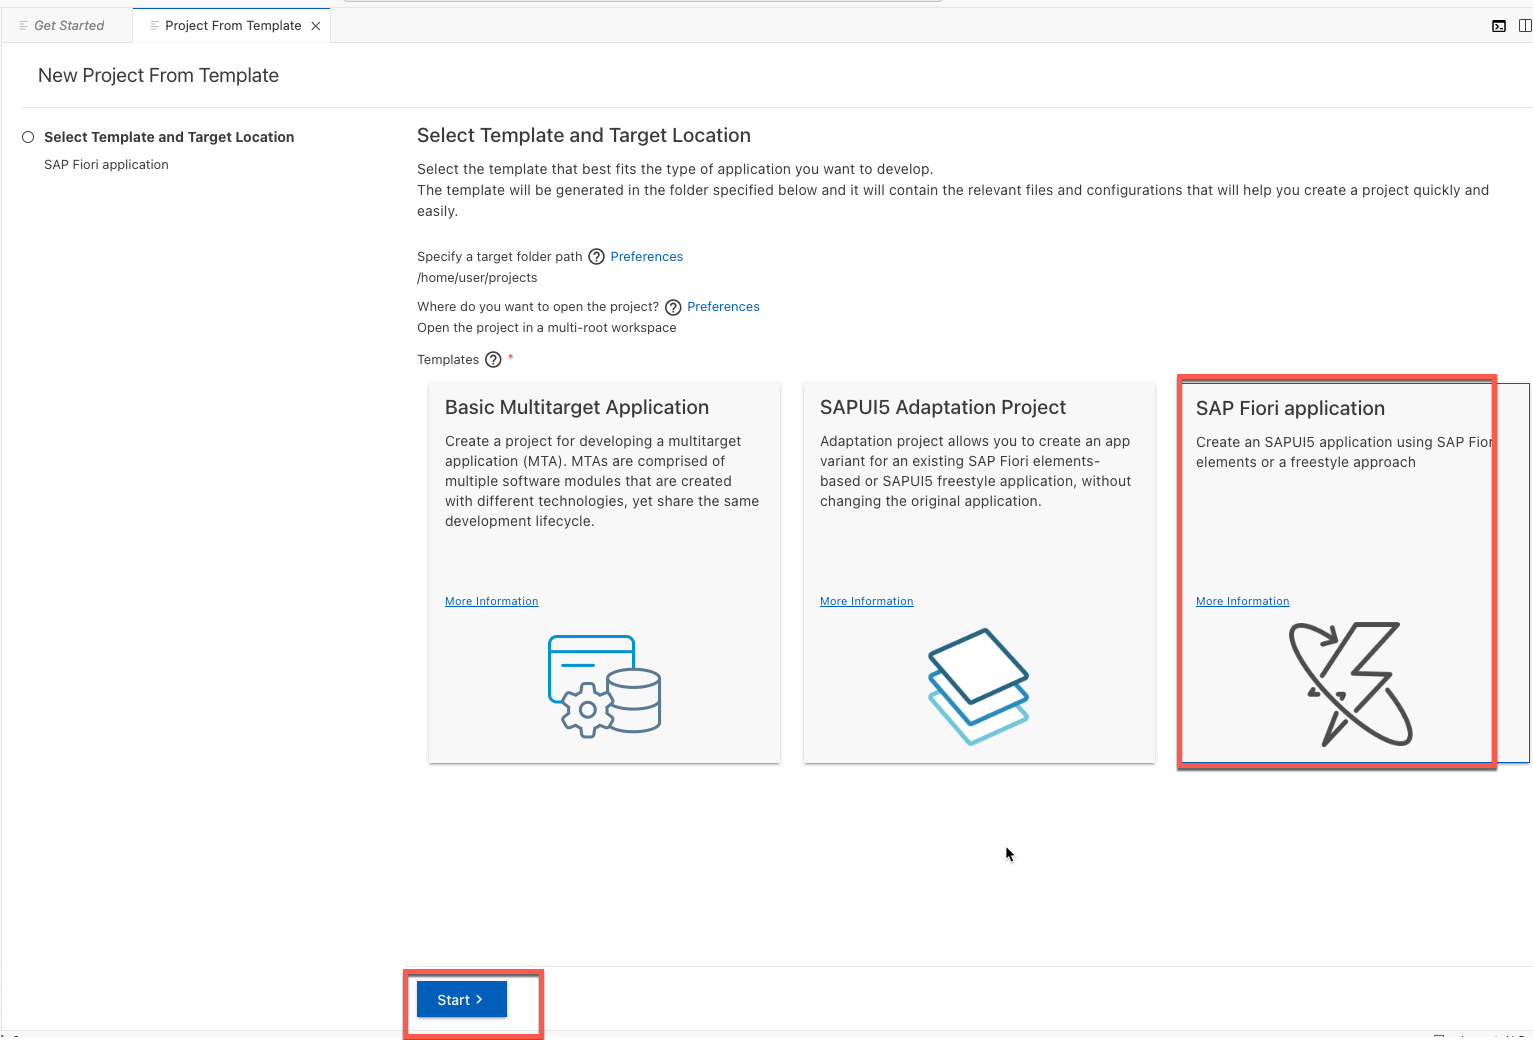 Get Started
Project From Template
New Project From Template
Select Template and Target Location
SAP Fiori application
Select Template and Target Location
Select the template that best fits the type of application you want to develop.
The template will be generated in the folder specified below and it will contain the relevant files and configurations that will help you create a project quickly and
easily.
Specify a target folder path ? Preferences
/home/user/projects
Where do you want to open the project? ? Preferences
Open the project in a multi-root workspace
Templates ? *
Basic Multitarget Application
Create a project for developing a multitarget
application (MTA). MTAs are comprised of
multiple software modules that are created
with different technologies, yet share the same
development lifecycle.
More Information
SAPUI5 Adaptation Project
Adaptation project allows you to create an app
variant for an existing SAP Fiori elements-
based or SAPUI5 freestyle application, without
changing the original application.
More Information
SAP Fiori application
Create an SAPUI5 application using SAP Fior
elements or a freestyle approach
More Information
Start